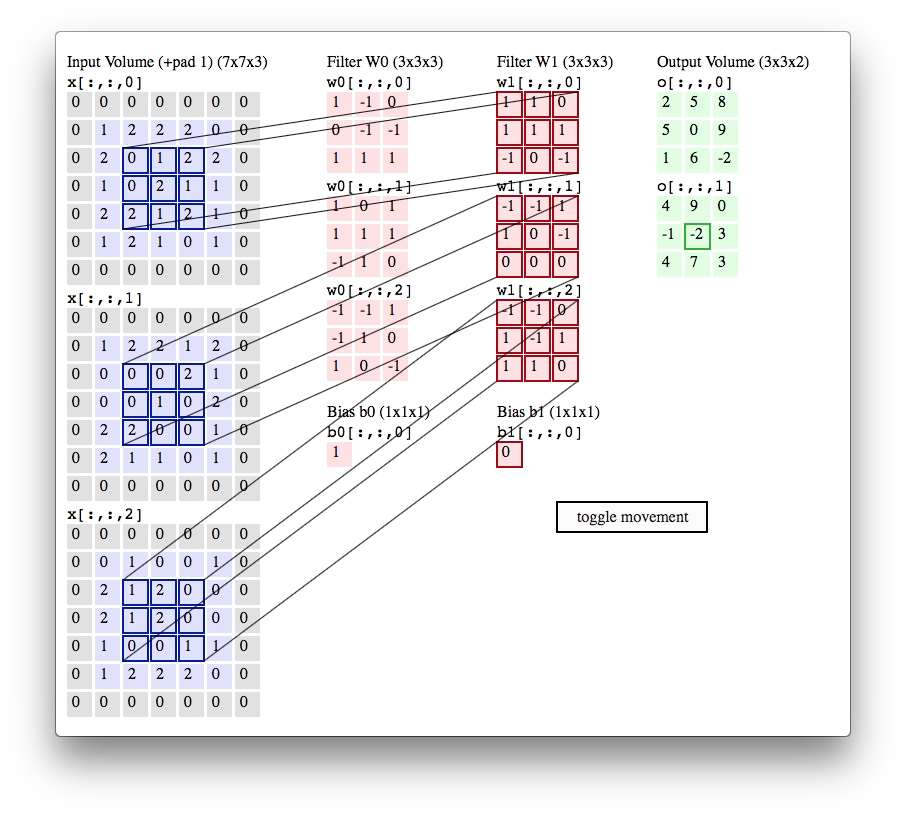 Input Volume (+pad 1) (7x7x3)
x[:,:,0]
0 0 0 0 0 0 0
0 1 2 2 2 0 0
0 2 0 1 2 2 0
0 1 0 2 1 1 0
0 2 2 1 2 1 0
0 1 2 1 0 1 0
0 0 0 0 0 0 0
x[:,:,1]
0 0 0 0 0 0 0
0 1 2 2 1 2 0
0 0 0 0 2 1 0
0 0 0 1 0 2 0
0 2 2 0 0 1 0
0 2 1 1 0 1 0
0 0 0 0 0 0 0
x[:,:,2]
0 0 0 0 0 0 0
0 0 1 0 0 1 0
0 2 1 2 0 0 0
0 2 1 2 0 0 0
0 1 0 0 1 1 0
0 1 2 2 2 0 0
0 0 0 0 0 0 0
Filter W0 (3x3x3)
w0[:,:,0]
1 -1 0
0 -1 -1
1 1 1
w0[:,:,1]
1 0 1
1 1 1
-1 1 0
w0[:,:,2]
-1 -1 1
-1 1 0
1 0 -1
Bias b0 (1x1x1)
b0[:,:,0]
1
Filter W1 (3x3x3)
w1[:,:,0]
1 1 0
1 1 1
-1 0 -1
w1[:,:,1]
-1 -1 1
1 0 -1
0 0 0
w1[:,:,2]
-1 -1 0
1 -1 1
1 1 0
Bias b1 (1x1x1)
b1[:,:,0]
0
Output Volume (3x3x2)
o[:,:,0]
2 5 8
5 0 9
1 6 -2
o[:,:,1]
4 9 0
-1 -2 3
4 7 3
toggle movement